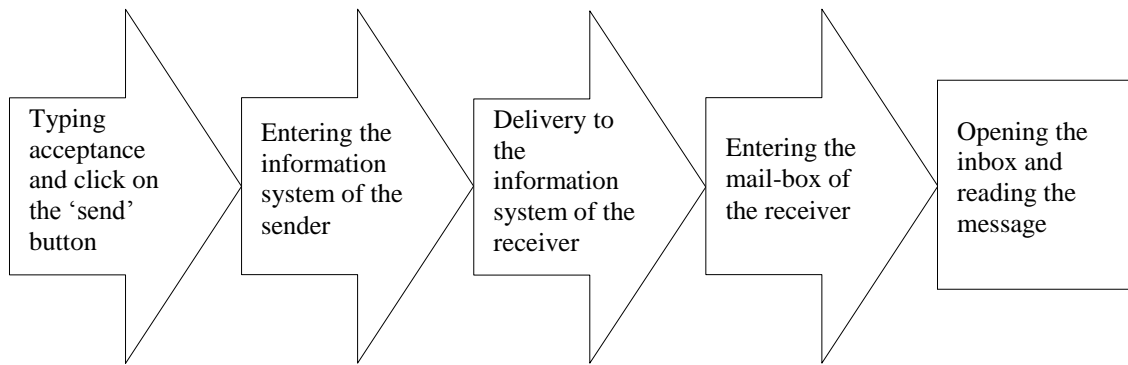 Typing
acceptance
and click on
the ‘send’
button
Entering the
information
system of the
sender
Delivery to
the
information
system of the
receiver
Entering the
mail-box of
the receiver
Opening the
inbox and
reading the
message